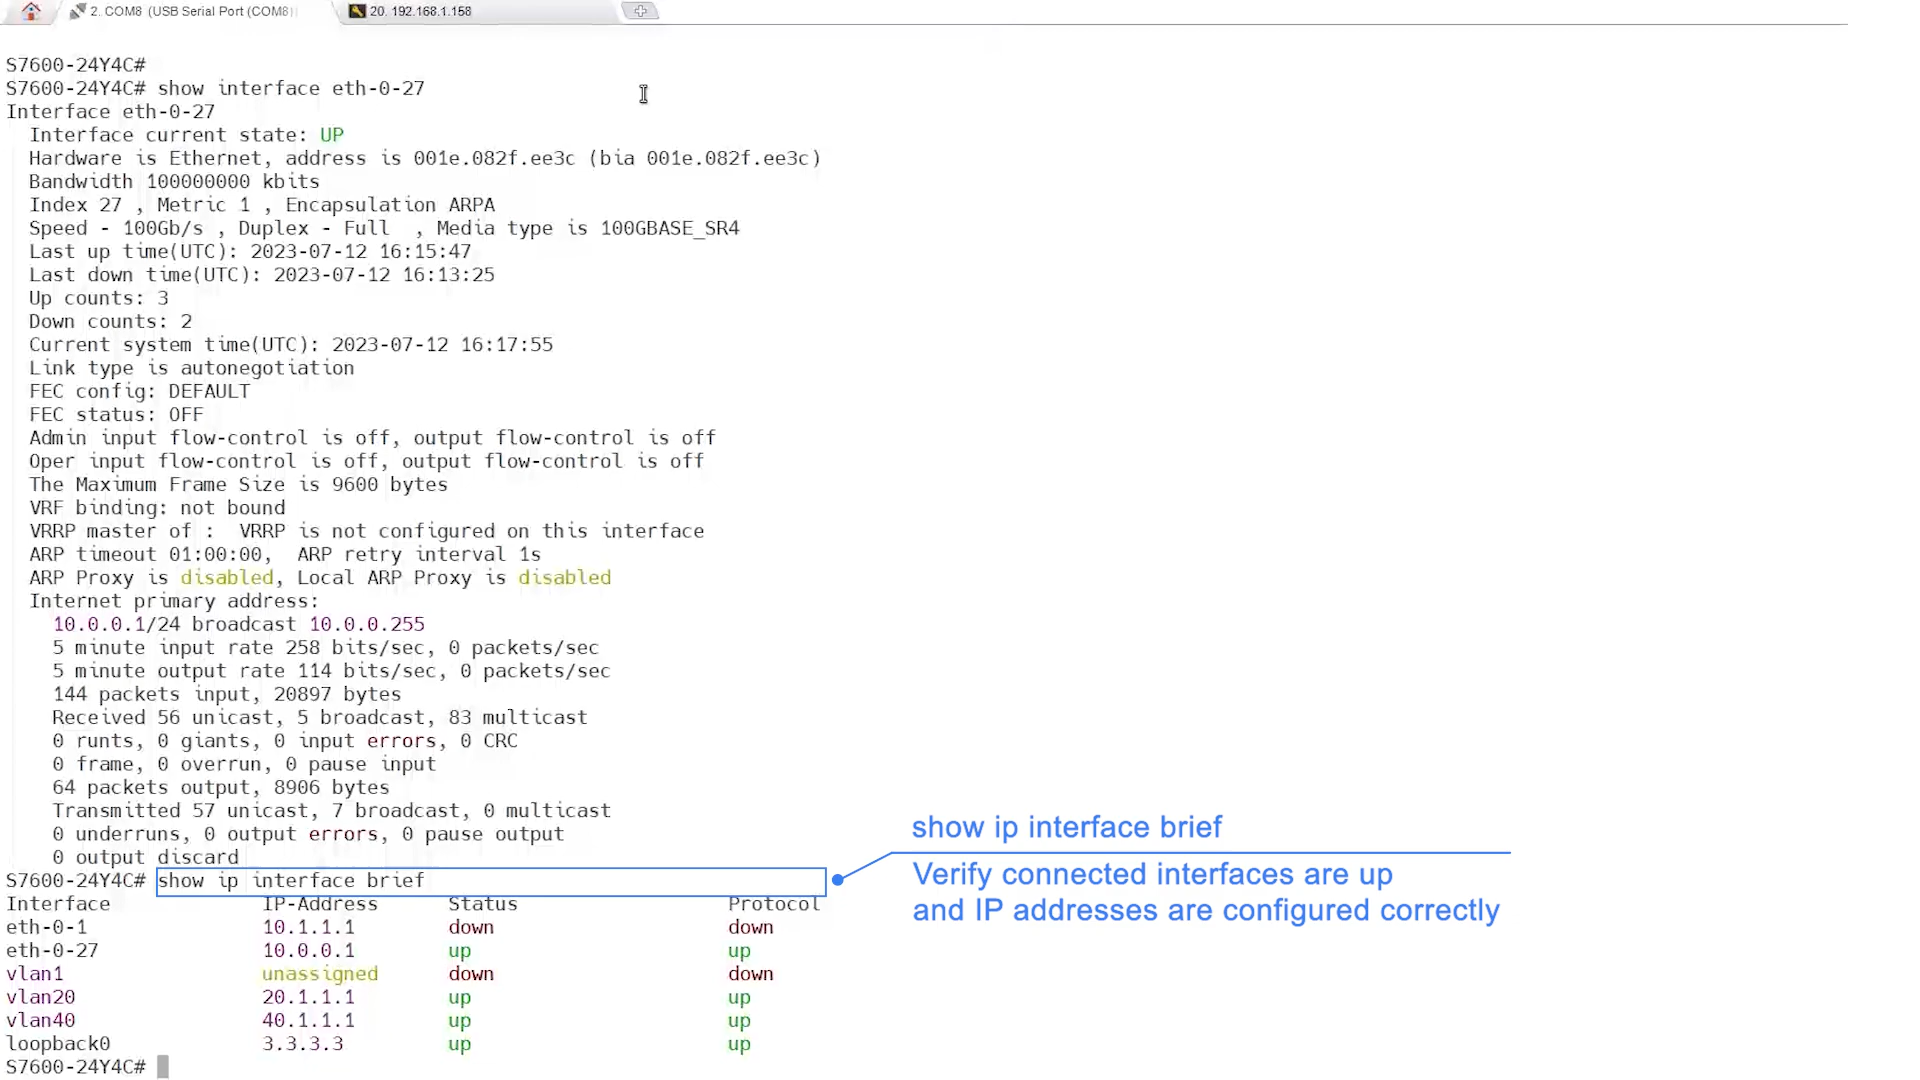 2. COM8 (USB Serial Port (COM8)
20. 192.168.1.158
S7600-24Y4C#
S7600-24Y4C# show interface eth-0-27
Interface eth-0-27
Interface current state: UP
Hardware is Ethernet, address is 001e.082f.ee3c (bia 001e.082f.ee3c)
Bandwidth 100000000 kbits
Index 27 , Metric 1 , Encapsulation ARPA
Speed - 100Gb/s , Duplex - Full , Media type is 100GBASE_SR4
Last up time(UTC): 2023-07-12 16:15:47
Last down time(UTC): 2023-07-12 16:13:25
Up counts: 3
Down counts: 2
Current system time(UTC): 2023-07-12 16:17:55
Link type is autonegotiation
FEC config: DEFAULT
FEC status: OFF
Admin input flow-control is off, output flow-control is off
Oper input flow-control is off, output flow-control is off
The Maximum Frame Size is 9600 bytes
VRF binding: not bound
VRRP master of : VRRP is not configured on this interface
ARP timeout 01:00:00, ARP retry interval 1s
ARP Proxy is disabled, Local ARP Proxy is disabled
Internet primary address:
10.0.0.1/24 broadcast 10.0.0.255
5 minute input rate 258 bits/sec, 0 packets/sec
5 minute output rate 114 bits/sec, 0 packets/sec
144 packets input, 20897 bytes
Received 56 unicast, 5 broadcast, 83 multicast
0 runts, 0 giants, 0 input errors, 0 CRC
0 frame, 0 overrun, 0 pause input
64 packets output, 8906 bytes
Transmitted 57 unicast, 7 broadcast, 0 multicast
0 underruns, 0 output errors, 0 pause output
0 output discard
S7600-24Y4C# show ip interface brief
Interface IP-Address Status Protocol
eth-0-1 10.1.1.1 down down
eth-0-27 10.0.0.1 up up
vlan1 unassigned down down
vlan20 20.1.1.1 up up
vlan40 40.1.1.1 up up
loopback0 3.3.3.3 up up
S7600-24Y4C#
show ip interface brief
Verify connected interfaces are up
and IP addresses are configured correctly